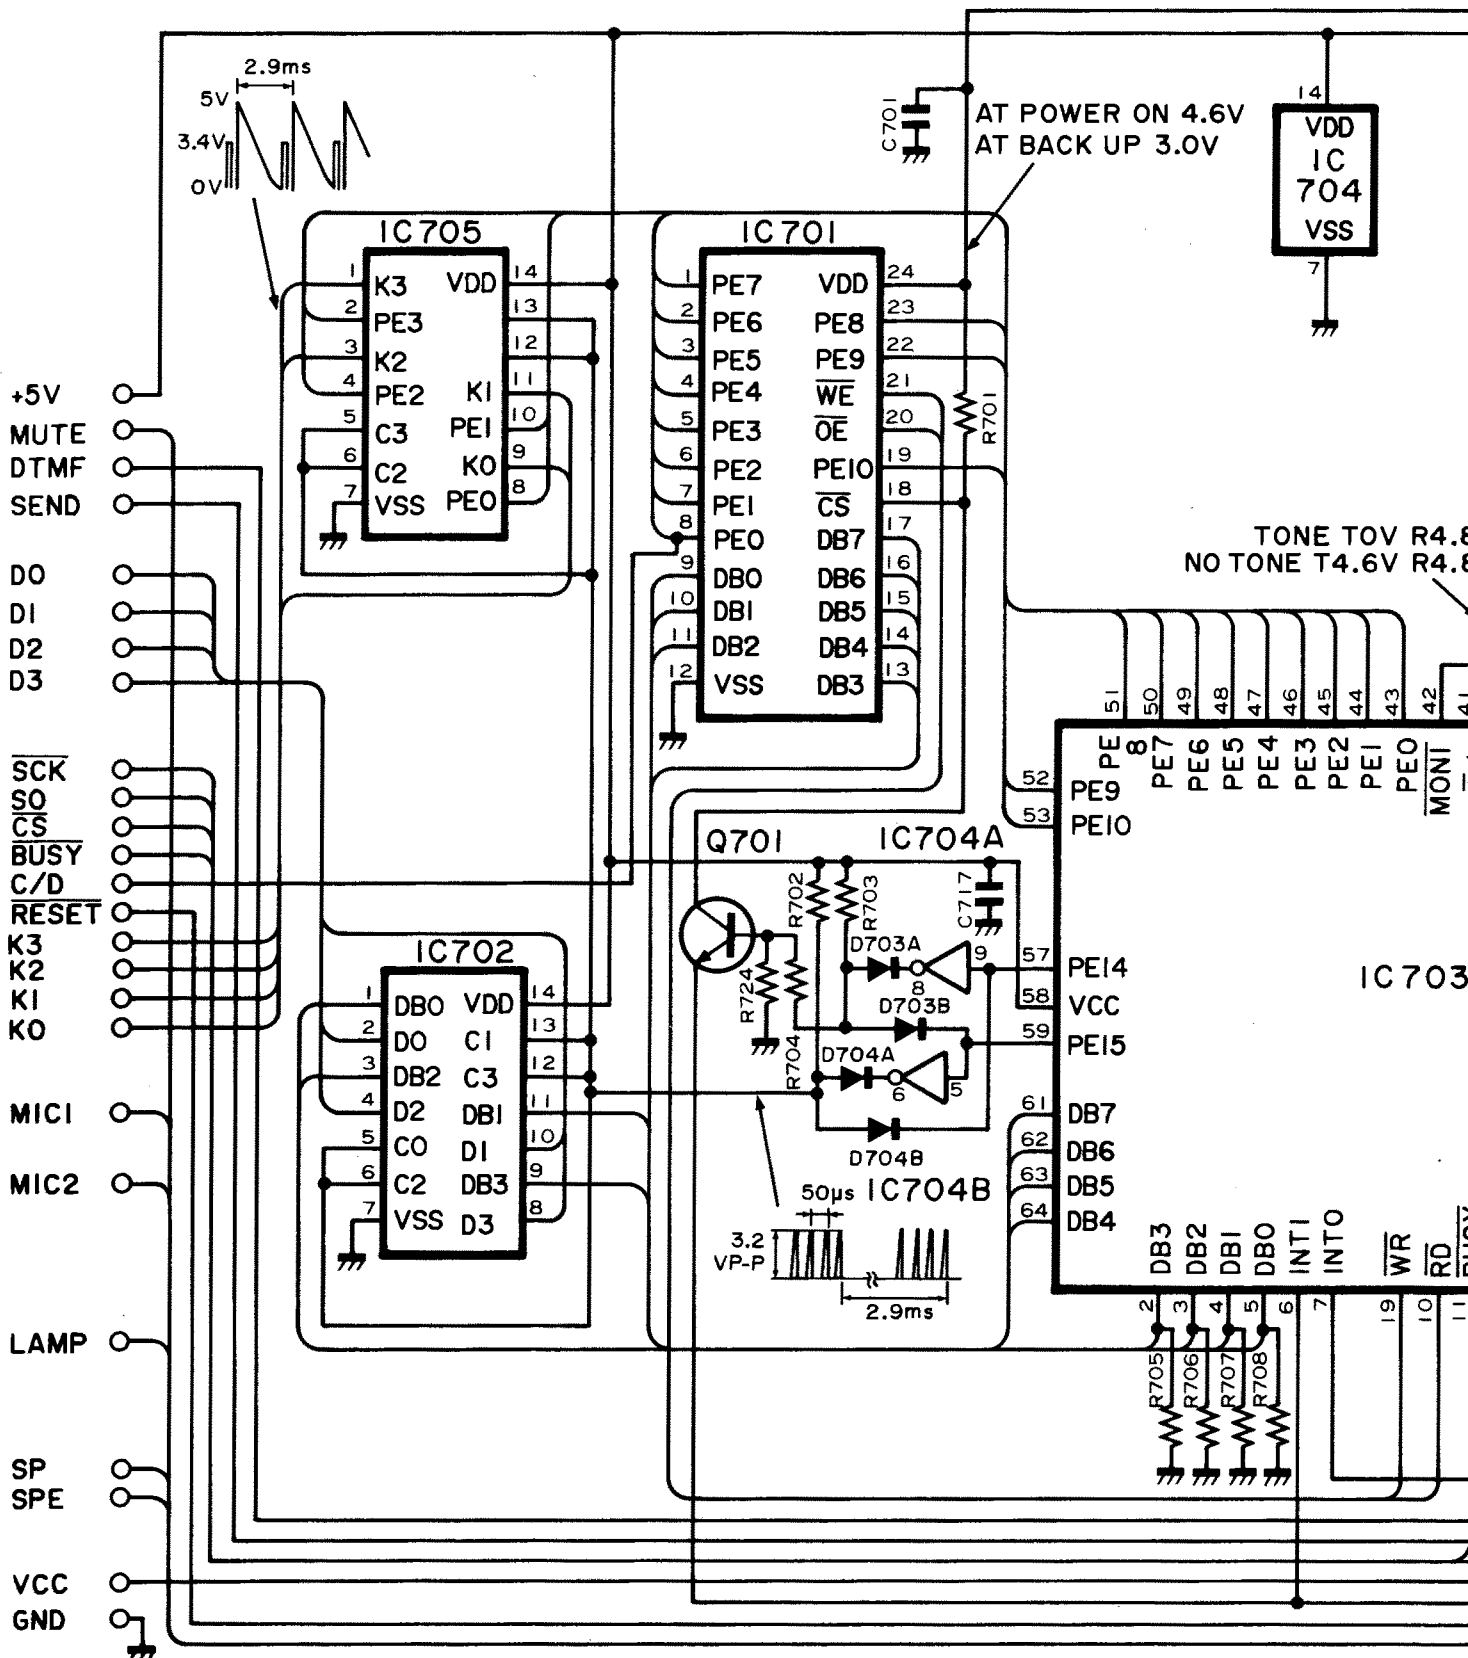 2.9ms
5V
3.4V
0V
C701
AT POWER ON 4.6V
AT BACK UP 3.0V
14
VDD
IC
704
VSS
7
IC705
1 K3 VDD 14
2 PE3 13
3 K2 12
4 PE2 K1 11
5 C3 PE1 10
6 C2 K0 9
7 VSS PE0 8
IC701
1 PE7 VDD 24
2 PE6 PE8 23
3 PE5 PE9 22
4 PE4 WE 21
5 PE3 OE 20
6 PE2 PE10 19
7 PE1 CS 18
8 PE0 DB7 17
9 DB0 DB6 16
10 DB1 DB5 15
11 DB2 DB4 14
12 VSS DB3 13
R701
+5V
MUTE
DTMF
SEND
D0
D1
D2
D3
SCK
SO
CS
BUSY
C/D
RESET
K3
K2
K1
K0
MIC1
MIC2
LAMP
SP
SPE
VCC
GND
TONE T0V R4.8
NO TONE T4.6V R4.8
51 50 49 48 47 46 45 44 43 42 41
PE8 PE7 PE6 PE5 PE4 PE3 PE2 PE1 PE0 MONI
52 PE9
53 PE10
57 PE14
58 VCC
59 PE15
61 DB7
62 DB6
63 DB5
64 DB4
IC703
DB3 DB2 DB1 DB0 INT1 INT0 WR RD BUSY
2 3 4 5 6 7 19 10 11
R705 R706 R707 R708
Q701
IC704A
R702
R703
C717
D703A
9
8
D703B
R724
R704
D704A
6
5
D704B
IC704B
IC702
1 DB0 VDD 14
2 D0 C1 13
3 DB2 C3 12
4 D2 DB1 11
5 C0 D1 10
6 C2 DB3 9
7 VSS D3 8
50μs
3.2
VP-P
2.9ms